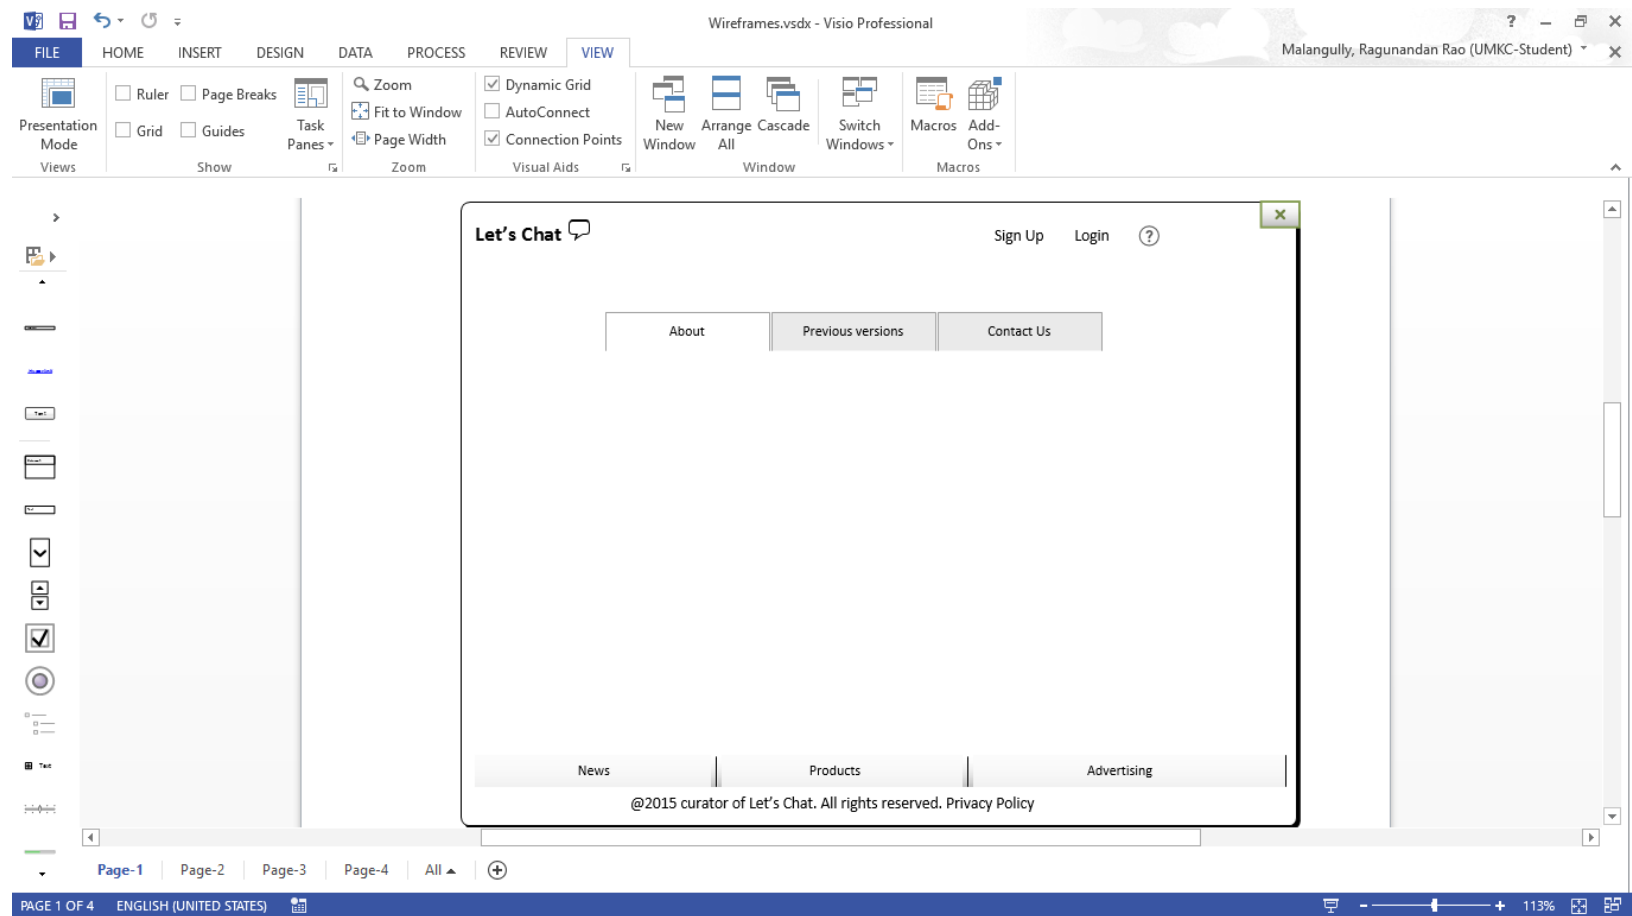 Wireframes.vsdx - Visio Professional
?
FILE HOME INSERT DESIGN DATA PROCESS REVIEW VIEW
Malangully, Ragunandan Rao (UMKC-Student)
Presentation Mode
Views
Ruler Page Breaks
Grid Guides
Task Panes
Show
Zoom
Fit to Window
Page Width
Zoom
Dynamic Grid
AutoConnect
Connection Points
Visual Aids
New Window
Arrange All
Cascade
Switch Windows
Window
Macros
Add-Ons
Macros
Let's Chat
Sign Up Login ?
About Previous versions Contact Us
News Products Advertising
@2015 curator of Let's Chat. All rights reserved. Privacy Policy
Text
Page-1 Page-2 Page-3 Page-4 All
PAGE 1 OF 4 ENGLISH (UNITED STATES) 113%